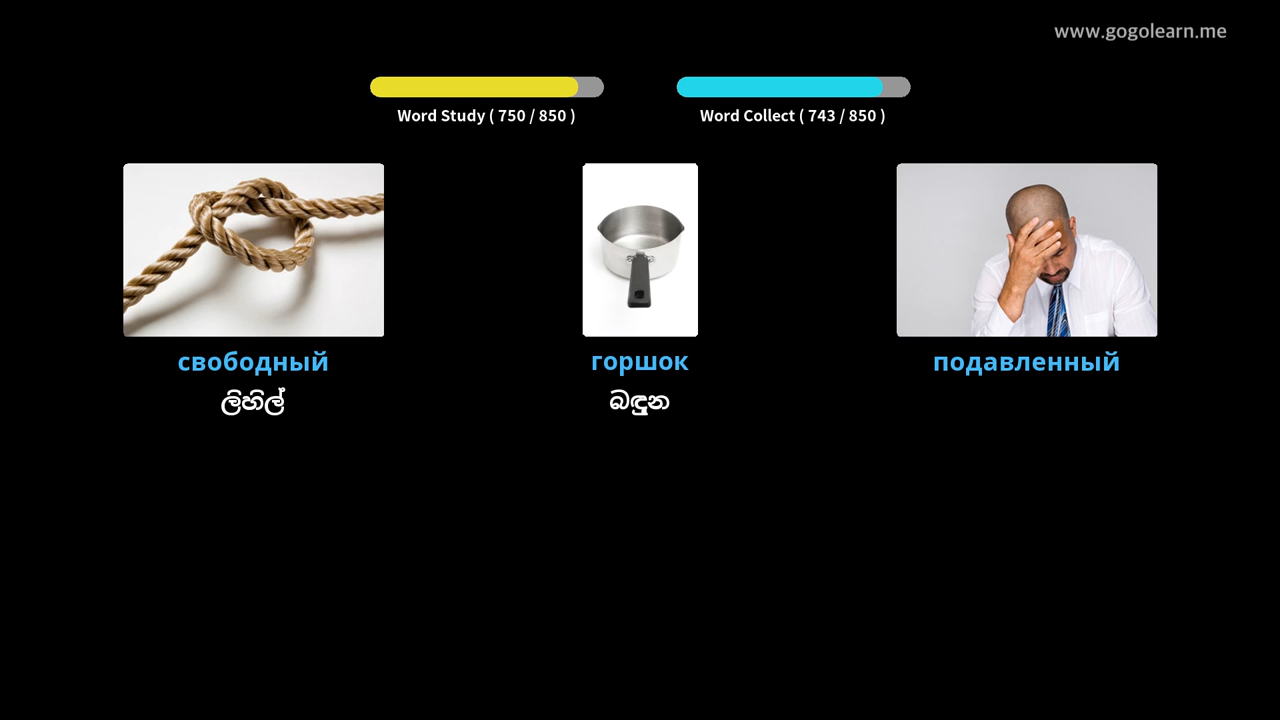 www.gogolearn.me
Word Study ( 750 / 850 )
Word Collect ( 743 / 850 )
свободный
горшок
подавленный
ලිහිල්
බඳුන